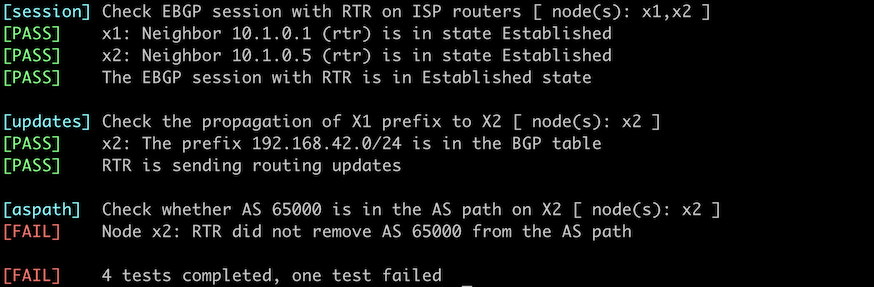 [session] Check EBGP session with RTR on ISP routers [ node(s): x1,x2 ]
[PASS] x1: Neighbor 10.1.0.1 (rtr) is in state Established
[PASS] x2: Neighbor 10.1.0.5 (rtr) is in state Established
[PASS] The EBGP session with RTR is in Established state
[updates] Check the propagation of X1 prefix to X2 [ node(s): x2 ]
[PASS] x2: The prefix 192.168.42.0/24 is in the BGP table
[PASS] RTR is sending routing updates
[aspath] Check whether AS 65000 is in the AS path on X2 [ node(s): x2 ]
[FAIL] Node x2: RTR did not remove AS 65000 from the AS path
[FAIL] 4 tests completed, one test failed